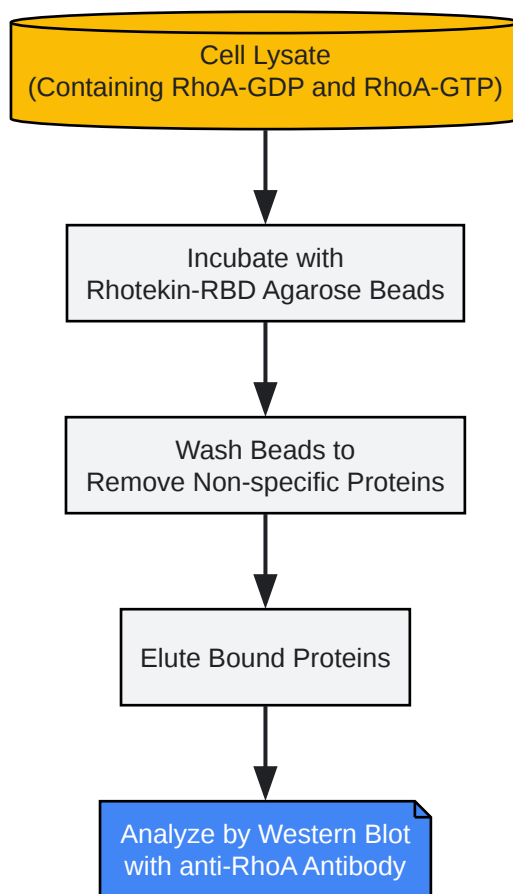 Cell Lysate
(Containing RhoA-GDP and RhoA-GTP)
Incubate with
Rhotekin-RBD Agarose Beads
Wash Beads to
Remove Non-specific Proteins
Elute Bound Proteins
Analyze by Western Blot
with anti-RhoA Antibody